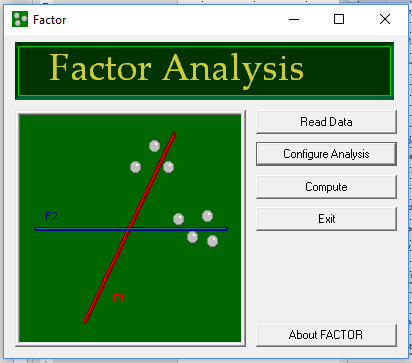 Factor
Factor Analysis
F2
F1
Read Data
Configure Analysis
Compute
Exit
About FACTOR